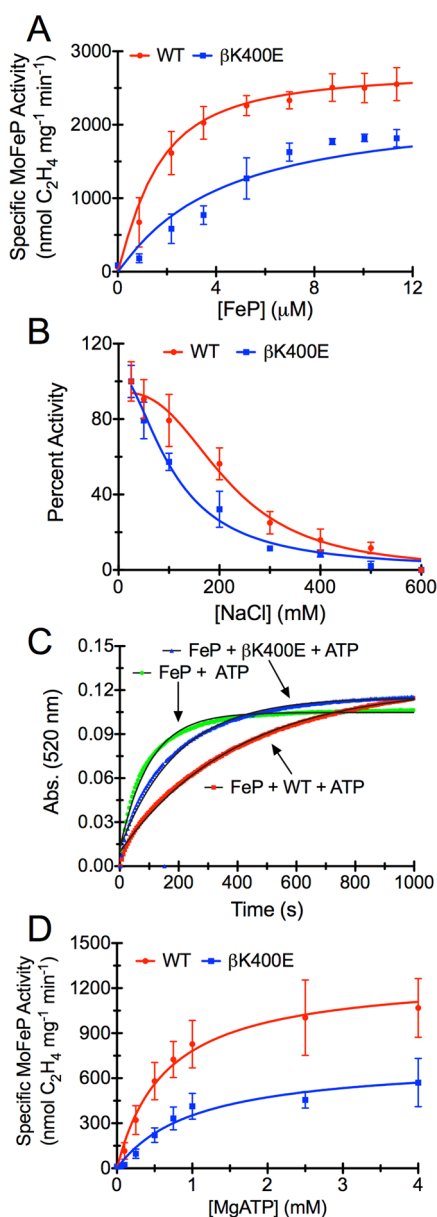 A
WT
βK400E
Specific MoFeP Activity
(nmol C₂H₄ mg⁻¹ min⁻¹)
3000
2000
1000
0
0
4
8
12
[FeP] (μM)
B
WT
βK400E
Percent Activity
120
80
40
0
0
200
400
600
[NaCl] (mM)
C
FeP + βK400E + ATP
FeP + ATP
FeP + WT + ATP
Abs. (520 nm)
0.15
0.12
0.09
0.06
0.03
0.00
200
400
600
800
1000
Time (s)
D
WT
βK400E
Specific MoFeP Activity
(nmol C₂H₄ mg⁻¹ min⁻¹)
1500
1200
900
600
300
0
0
1
2
3
4
[MgATP] (mM)